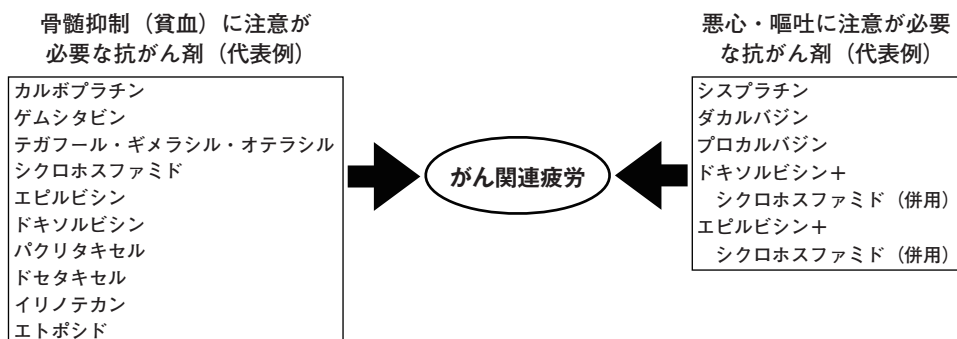 骨髄抑制（貧血）に注意が
必要な抗がん剤（代表例）
カルボプラチン
ゲムシタビン
テガフール・ギメラシル・オテラシル
シクロホスファミド
エピルビシン
ドキソルビシン
パクリタキセル
ドセタキセル
イリノテカン
エトポシド
がん関連疲労
悪心・嘔吐に注意が必要
な抗がん剤（代表例）
シスプラチン
ダカルバジン
プロカルバジン
ドキソルビシン＋
シクロホスファミド（併用）
エピルビシン＋
シクロホスファミド（併用）